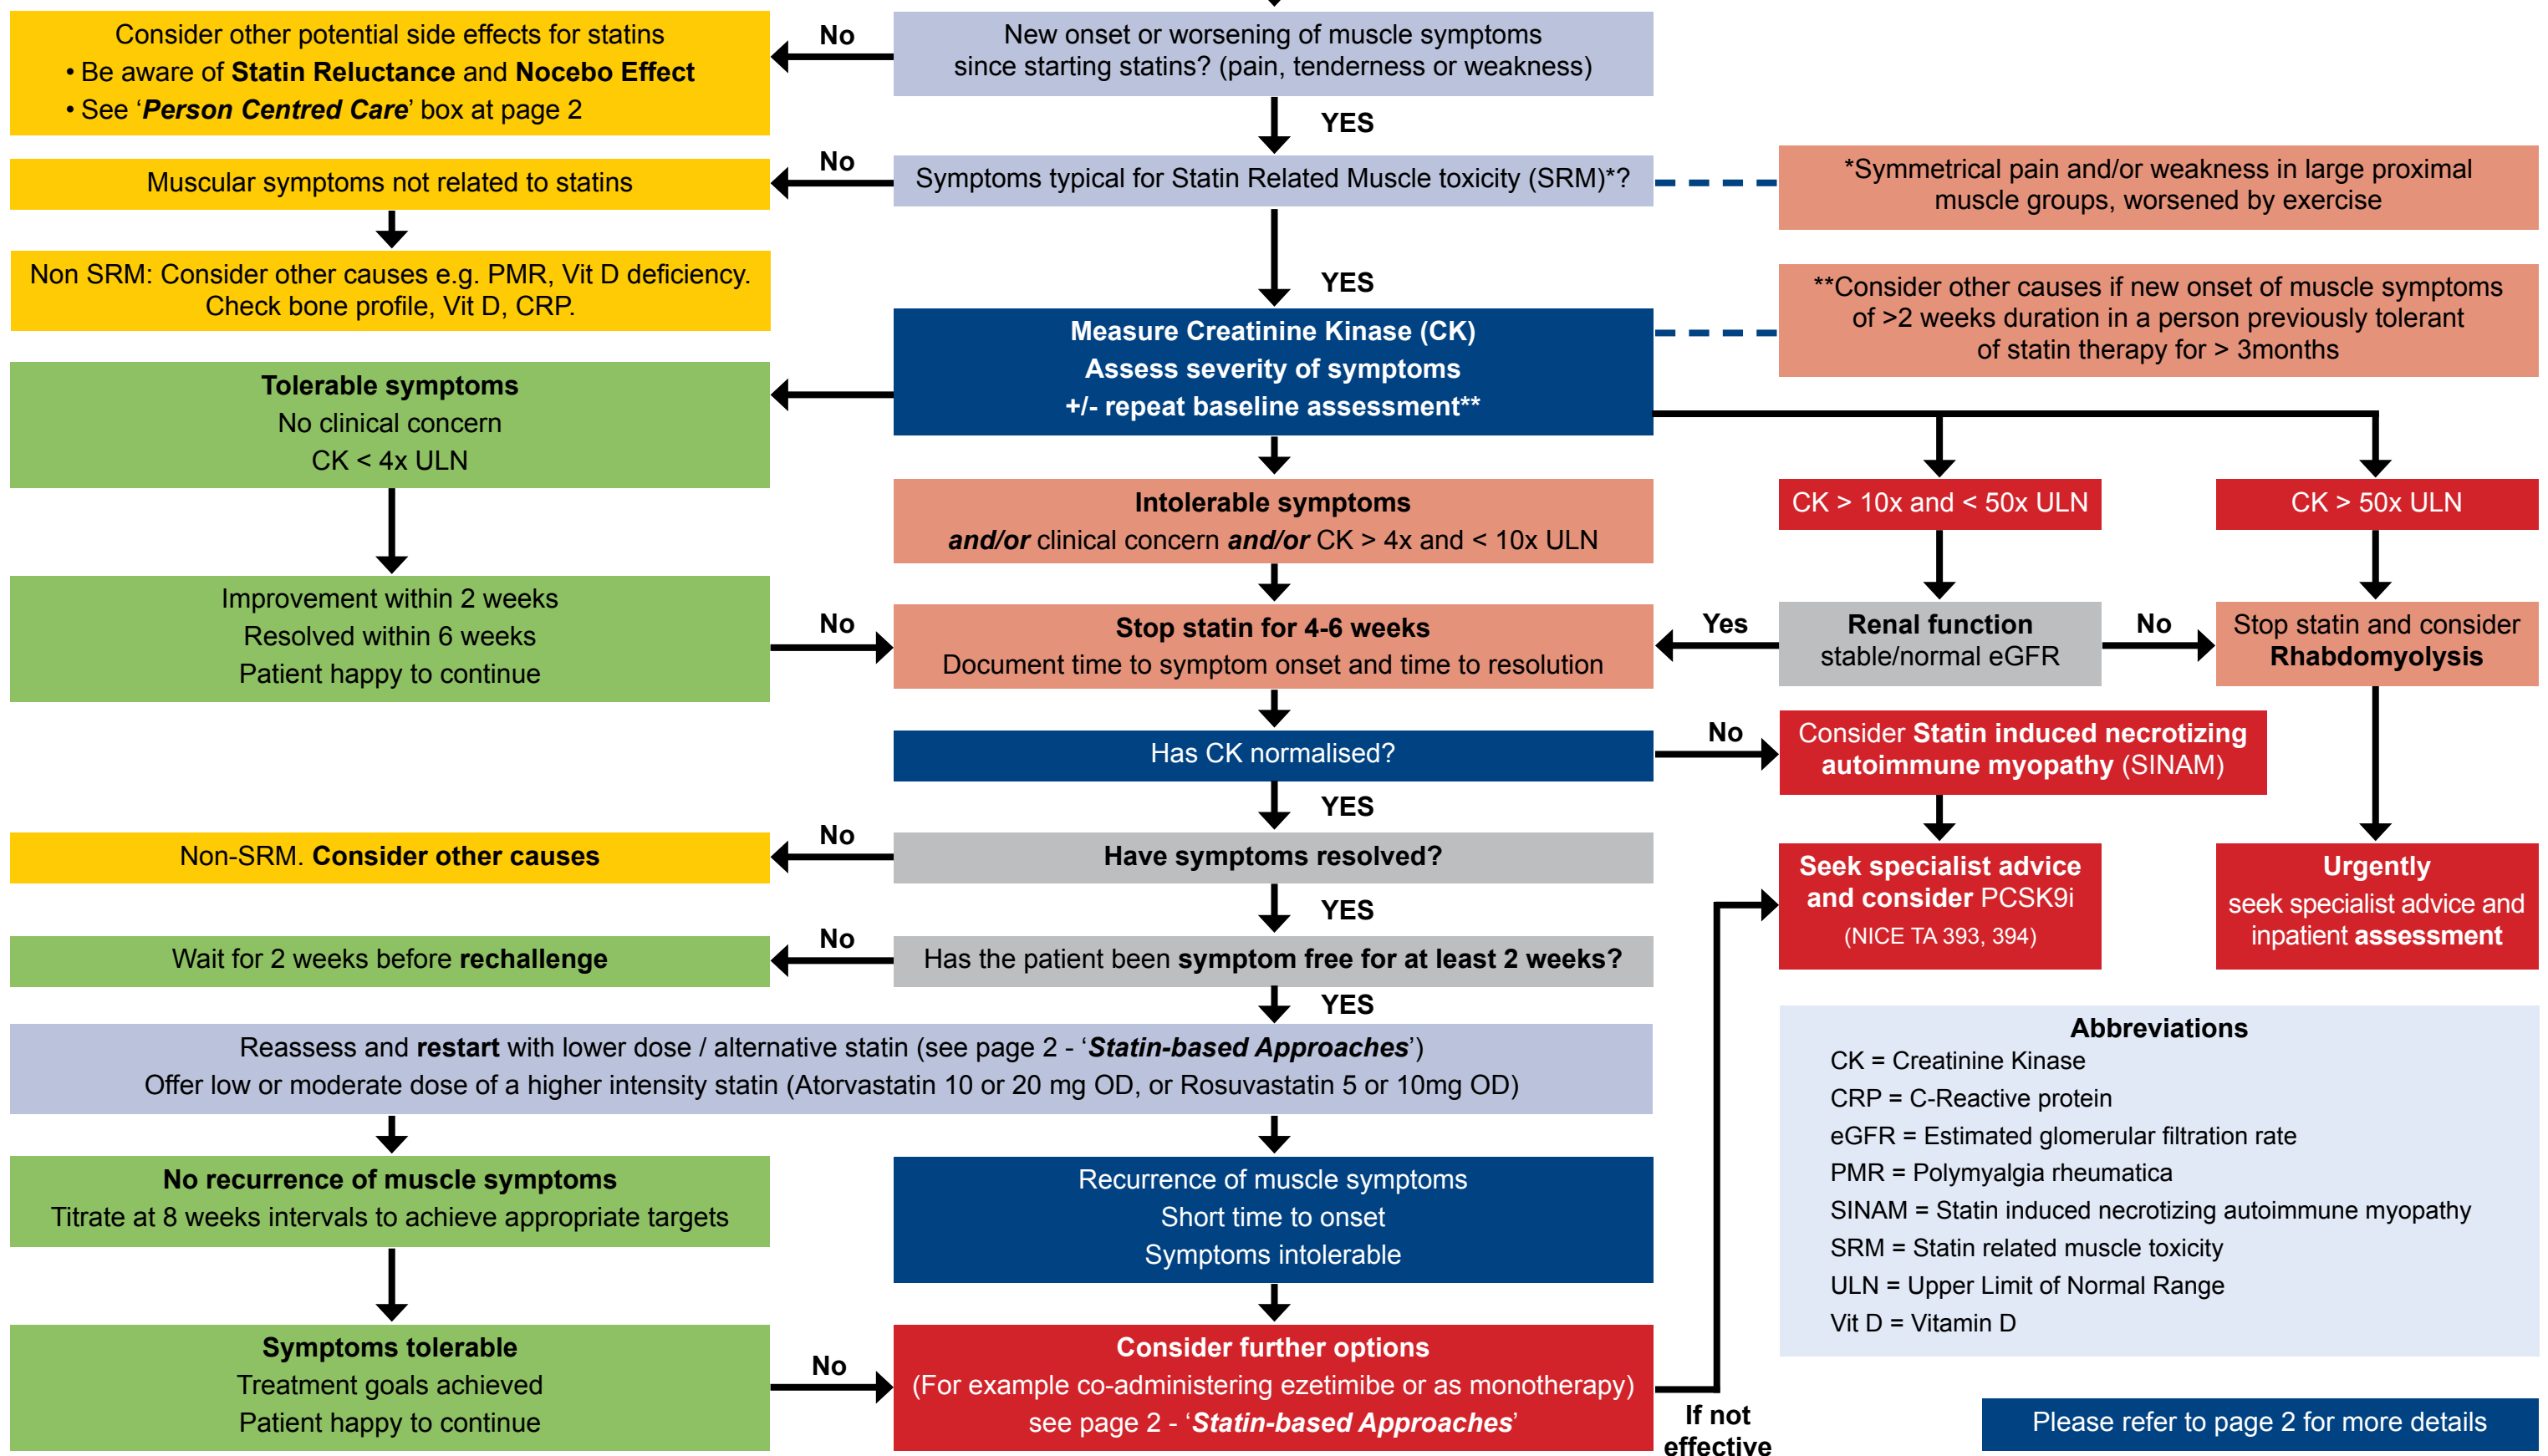 Consider other potential side effects for statins
• Be aware of Statin Reluctance and Nocebo Effect
• See ‘Person Centred Care’ box at page 2
No
New onset or worsening of muscle symptoms
since starting statins? (pain, tenderness or weakness)
YES
Muscular symptoms not related to statins
No
Symptoms typical for Statin Related Muscle toxicity (SRM)*?
*Symmetrical pain and/or weakness in large proximal
muscle groups, worsened by exercise
Non SRM: Consider other causes e.g. PMR, Vit D deficiency.
Check bone profile, Vit D, CRP.
YES
**Consider other causes if new onset of muscle symptoms
of >2 weeks duration in a person previously tolerant
of statin therapy for > 3months
Measure Creatinine Kinase (CK)
Assess severity of symptoms
+/- repeat baseline assessment**
Tolerable symptoms
No clinical concern
CK < 4x ULN
Intolerable symptoms
and/or clinical concern and/or CK > 4x and < 10x ULN
CK > 10x and < 50x ULN
CK > 50x ULN
Improvement within 2 weeks
Resolved within 6 weeks
Patient happy to continue
No
Stop statin for 4-6 weeks
Document time to symptom onset and time to resolution
Yes
Renal function
stable/normal eGFR
No
Stop statin and consider
Rhabdomyolysis
Has CK normalised?
No
Consider Statin induced necrotizing
autoimmune myopathy (SINAM)
YES
Non-SRM. Consider other causes
No
Have symptoms resolved?
Seek specialist advice
and consider PCSK9i
(NICE TA 393, 394)
Urgently
seek specialist advice and
inpatient assessment
YES
Wait for 2 weeks before rechallenge
No
Has the patient been symptom free for at least 2 weeks?
YES
Reassess and restart with lower dose / alternative statin (see page 2 - ‘Statin-based Approaches’)
Offer low or moderate dose of a higher intensity statin (Atorvastatin 10 or 20 mg OD, or Rosuvastatin 5 or 10mg OD)
Abbreviations
CK = Creatinine Kinase
CRP = C-Reactive protein
eGFR = Estimated glomerular filtration rate
PMR = Polymyalgia rheumatica
SINAM = Statin induced necrotizing autoimmune myopathy
SRM = Statin related muscle toxicity
ULN = Upper Limit of Normal Range
Vit D = Vitamin D
No recurrence of muscle symptoms
Titrate at 8 weeks intervals to achieve appropriate targets
Recurrence of muscle symptoms
Short time to onset
Symptoms intolerable
Symptoms tolerable
Treatment goals achieved
Patient happy to continue
No
Consider further options
(For example co-administering ezetimibe or as monotherapy)
see page 2 - ‘Statin-based Approaches’
If not
effective
Please refer to page 2 for more details